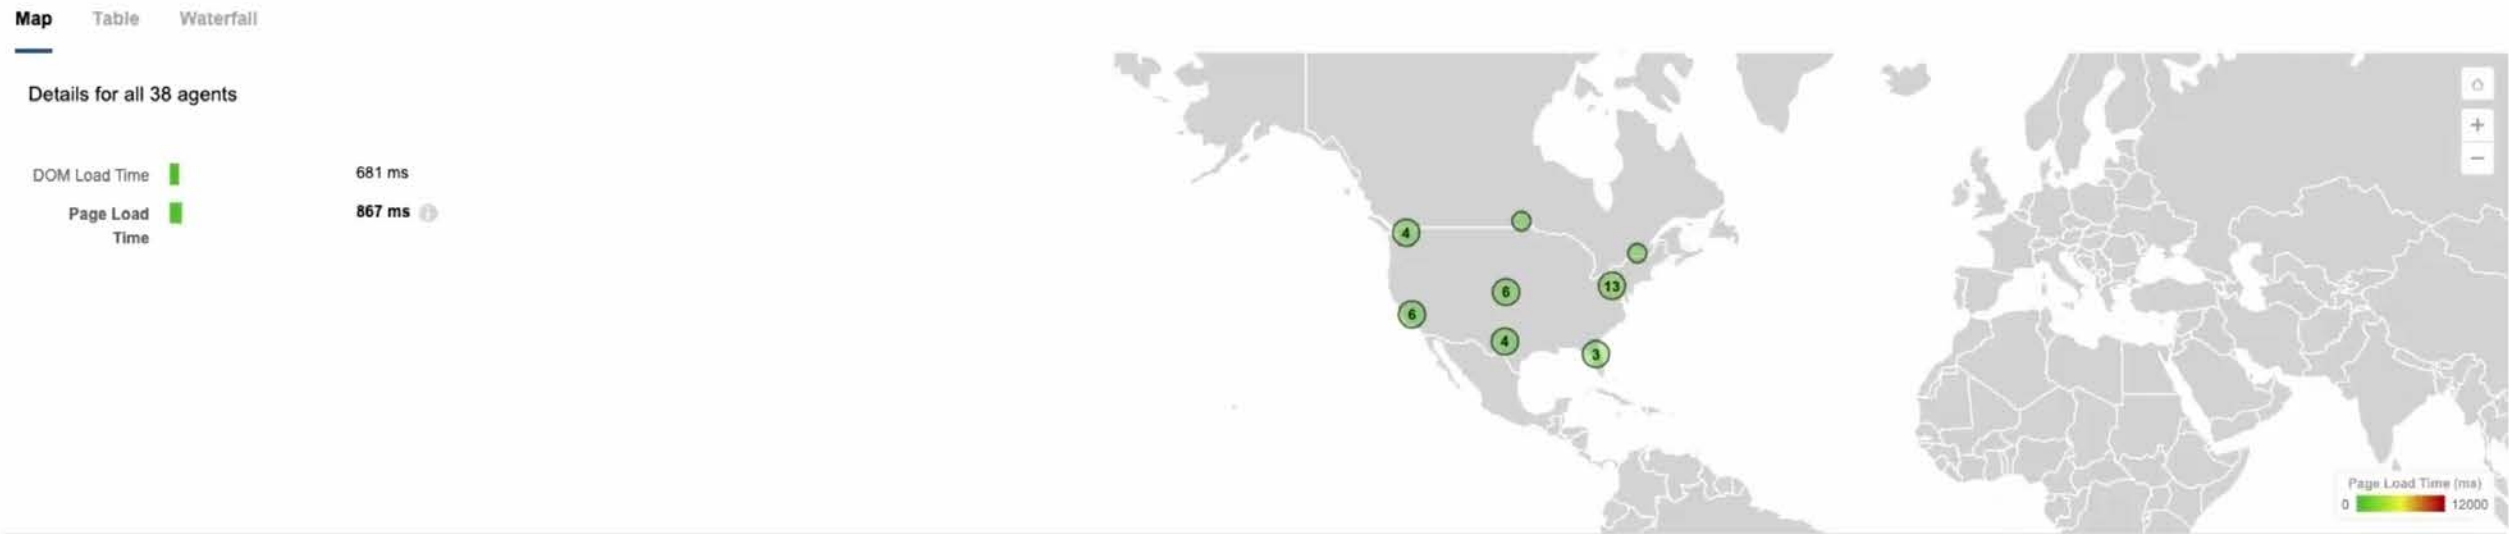 Map Table Waterfall
Details for all 38 agents
DOM Load Time 681 ms
Page Load 867 ms
Time
4
13
6
6
4
3
Page Load Time (ms)
0 12000